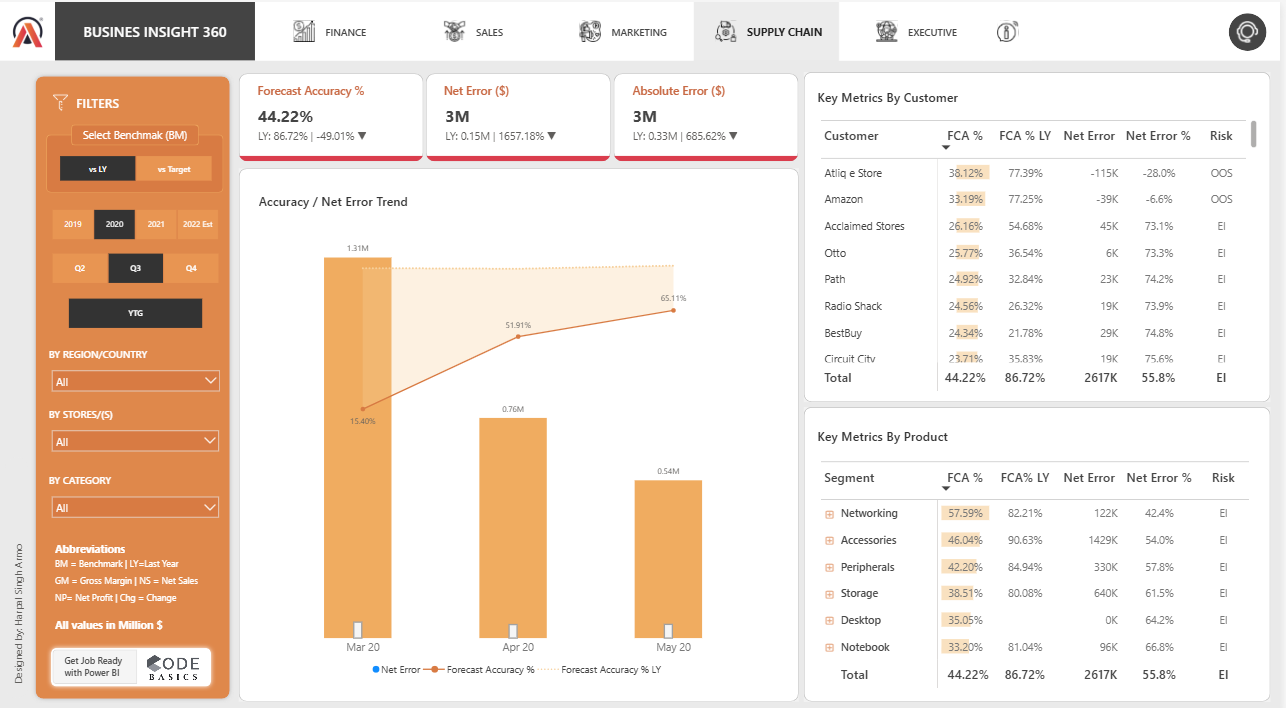 BUSINES INSIGHT 360
FINANCE
SALES
MARKETING
SUPPLY CHAIN
EXECUTIVE
FILTERS
Select Benchmak (BM)
vs LY
vs Target
2019
2020
2021
2022 Est
Q2
Q3
Q4
YTG
BY REGION/COUNTRY
All
BY STORES/(S)
All
BY CATEGORY
All
Abbreviations
BM = Benchmark | LY=Last Year
GM = Gross Margin | NS = Net Sales
NP= Net Profit | Chg = Change
All values in Million $
Get Job Ready
with Power BI
CODE
BASICS
Designed by: Harpal Singh Armo
Forecast Accuracy %
44.22%
LY: 86.72% | -49.01% ▼
Net Error ($)
3M
LY: 0.15M | 1657.18% ▼
Absolute Error ($)
3M
LY: 0.33M | 685.62% ▼
Accuracy / Net Error Trend
1.31M
65.11%
51.91%
15.40%
0.76M
0.54M
Mar 20
Apr 20
May 20
Net Error
Forecast Accuracy %
Forecast Accuracy % LY
Key Metrics By Customer
Customer FCA % FCA % LY Net Error Net Error % Risk
Atliq e Store 38.12% 77.39% -115K -28.0% OOS
Amazon 33.19% 77.25% -39K -6.6% OOS
Acclaimed Stores 26.16% 54.68% 45K 73.1% EI
Otto 25.77% 36.54% 6K 73.3% EI
Path 24.92% 32.84% 23K 74.2% EI
Radio Shack 24.56% 26.32% 19K 73.9% EI
BestBuy 24.34% 21.78% 29K 74.8% EI
Circuit City 23.71% 35.83% 19K 75.6% EI
Total 44.22% 86.72% 2617K 55.8% EI
Key Metrics By Product
Segment FCA % FCA% LY Net Error Net Error % Risk
Networking 57.59% 82.21% 122K 42.4% EI
Accessories 46.04% 90.63% 1429K 54.0% EI
Peripherals 42.20% 84.94% 330K 57.8% EI
Storage 38.51% 80.08% 640K 61.5% EI
Desktop 35.05% 0K 64.2% EI
Notebook 33.20% 81.04% 96K 66.8% EI
Total 44.22% 86.72% 2617K 55.8% EI